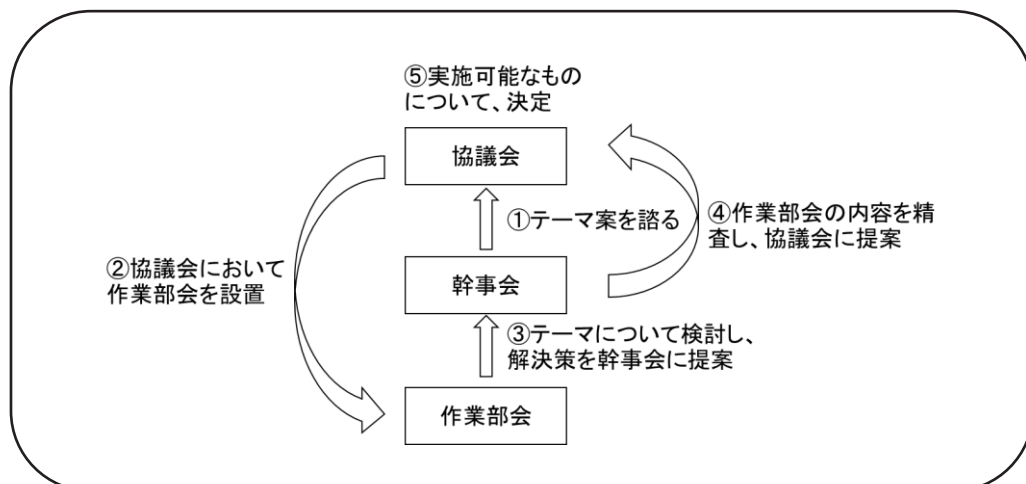 ⑤実施可能なもの
について、決定
協議会
①テーマ案を諮る
④作業部会の内容を精
査し、協議会に提案
②協議会において
作業部会を設置
幹事会
③テーマについて検討し、
解決策を幹事会に提案
作業部会